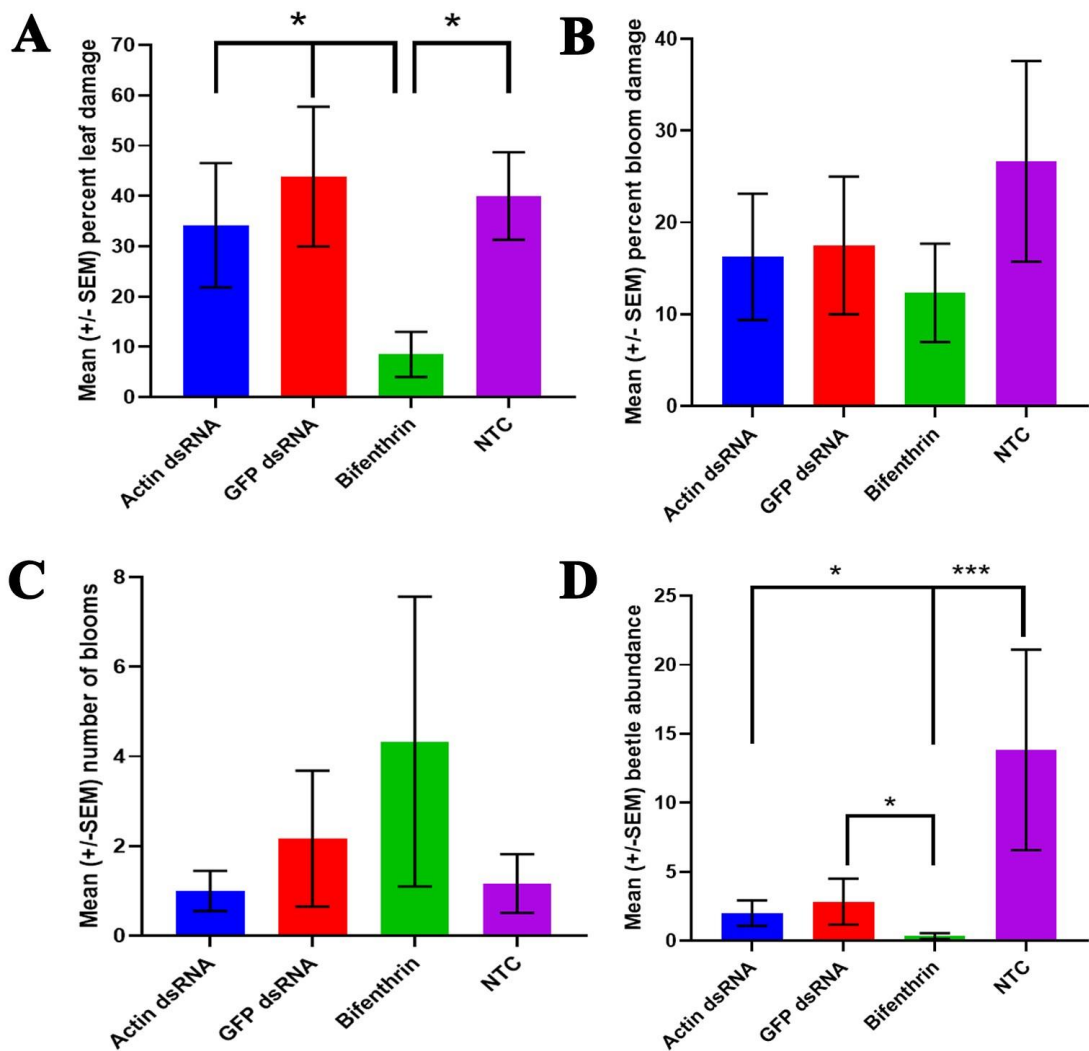 A
*
*
Mean (+/- SEM) percent leaf damage
70
60
50
40
30
20
10
0
Actin dsRNA
GFP dsRNA
Bifenthrin
NTC
B
Mean (+/- SEM) percent bloom damage
40
30
20
10
0
Actin dsRNA
GFP dsRNA
Bifenthrin
NTC
C
Mean (+/-SEM) number of blooms
8
6
4
2
0
Actin dsRNA
GFP dsRNA
Bifenthrin
NTC
D
*
***
*
Mean (+/-SEM) beetle abundance
25
20
15
10
5
0
Actin dsRNA
GFP dsRNA
Bifenthrin
NTC